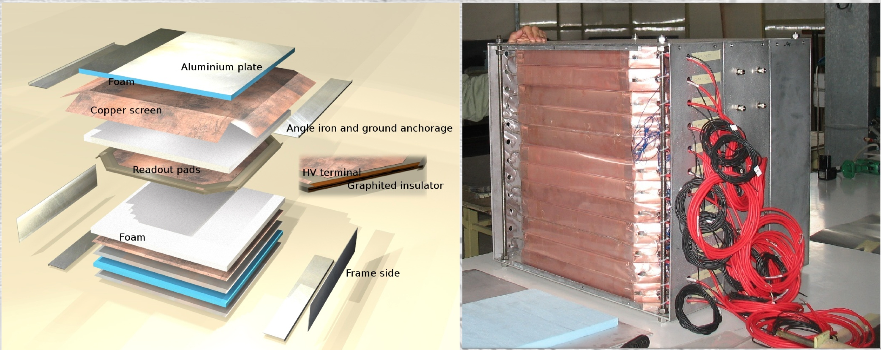 Aluminium plate
Foam
Copper screen
Angle iron and ground anchorage
Readout pads
HV terminal
Graphited insulator
Foam
Frame side